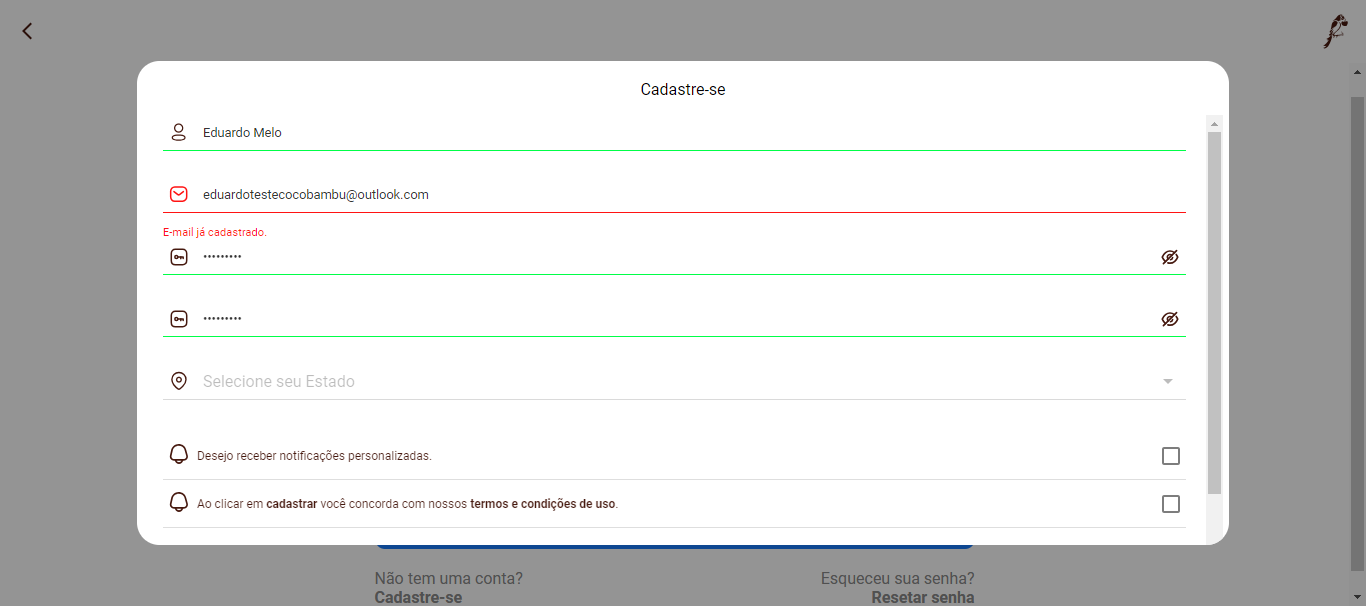 Cadastre-se
Eduardo Melo
eduardotestecocobambu@outlook.com
E-mail já cadastrado.
•••••••••
•••••••••
Selecione seu Estado
Desejo receber notificações personalizadas.
Ao clicar em cadastrar você concorda com nossos termos e condições de uso.
Não tem uma conta? Esqueceu sua senha?
Cadastre-se Resetar senha